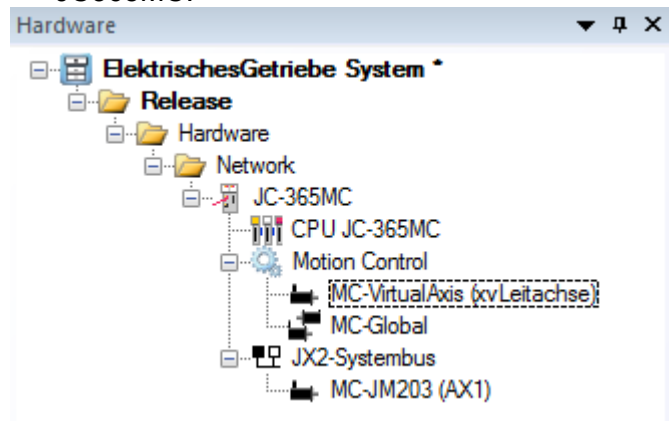 Hardware
ElektrischesGetriebe System *
Release
Hardware
Network
JC-365MC
CPU JC-365MC
Motion Control
MC-VirtualAxis (xvLeitachse)
MC-Global
JX2-Systembus
MC-JM203 (AX1)